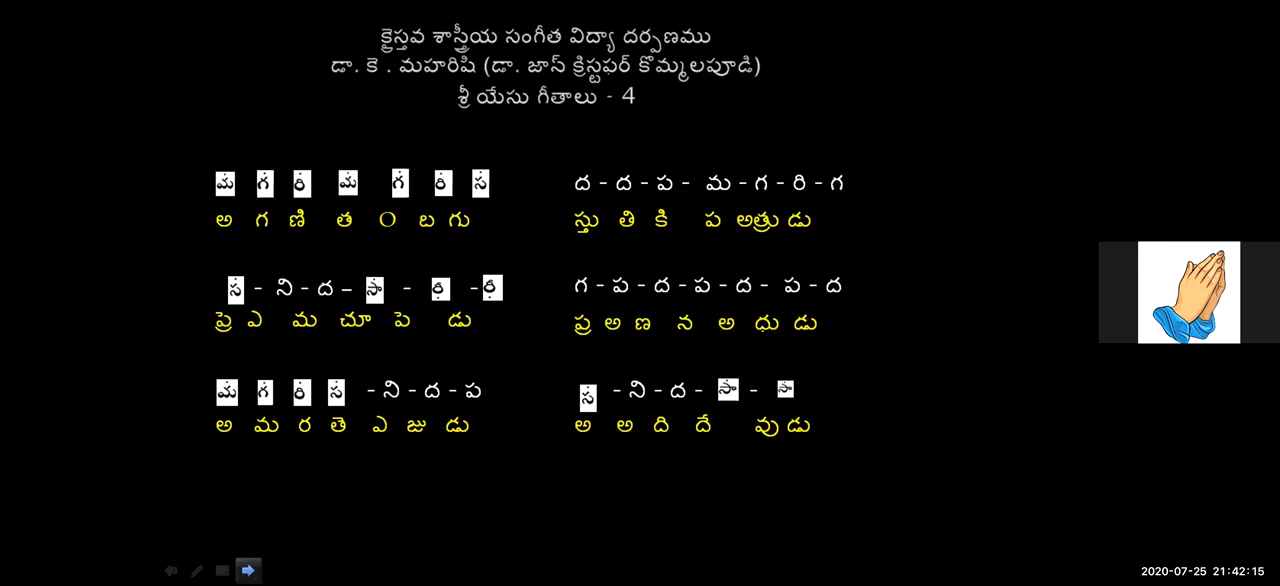 క్రైస్తవ శాస్త్రీయ సంగీత విద్యా దర్పణము
డా. కె . మహరిషి (డా. జాస్ క్రిస్టఫర్ కొమ్మలపూడి)
శ్రీ యేసు గీతాలు - 4
మ గ రి మ గ రి స ద - ద - ప - మ - గ - రి - గ
అ గ ణి త ం బ గు స్తు తి కి ప అత్రు డు
స - ని - ద – సా - రి - రి గ - ప - ద - ప - ద - ప - ద
ప్రె ఎ మ చూ పె డు ప్ర అ ణ న అ ధు డు
మ గ రి స - ని - ద - ప స - ని - ద - సా - సా
అ మ ర తె ఎ జు డు అ అ ది దే వు డు
2020-07-25 21:42:15